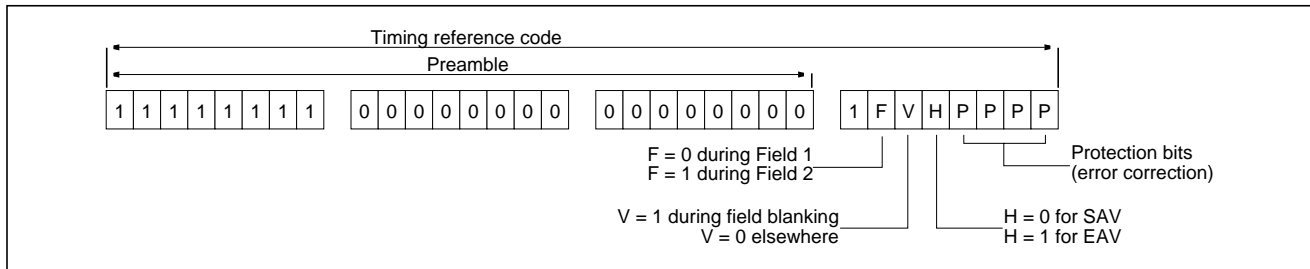 Timing reference code
Preamble
1 1 1 1 1 1 1 1 0 0 0 0 0 0 0 0 0 0 0 0 0 0 0 0 1 F V H P P P P
F = 0 during Field 1
F = 1 during Field 2
Protection bits
(error correction)
V = 1 during field blanking
V = 0 elsewhere
H = 0 for SAV
H = 1 for EAV